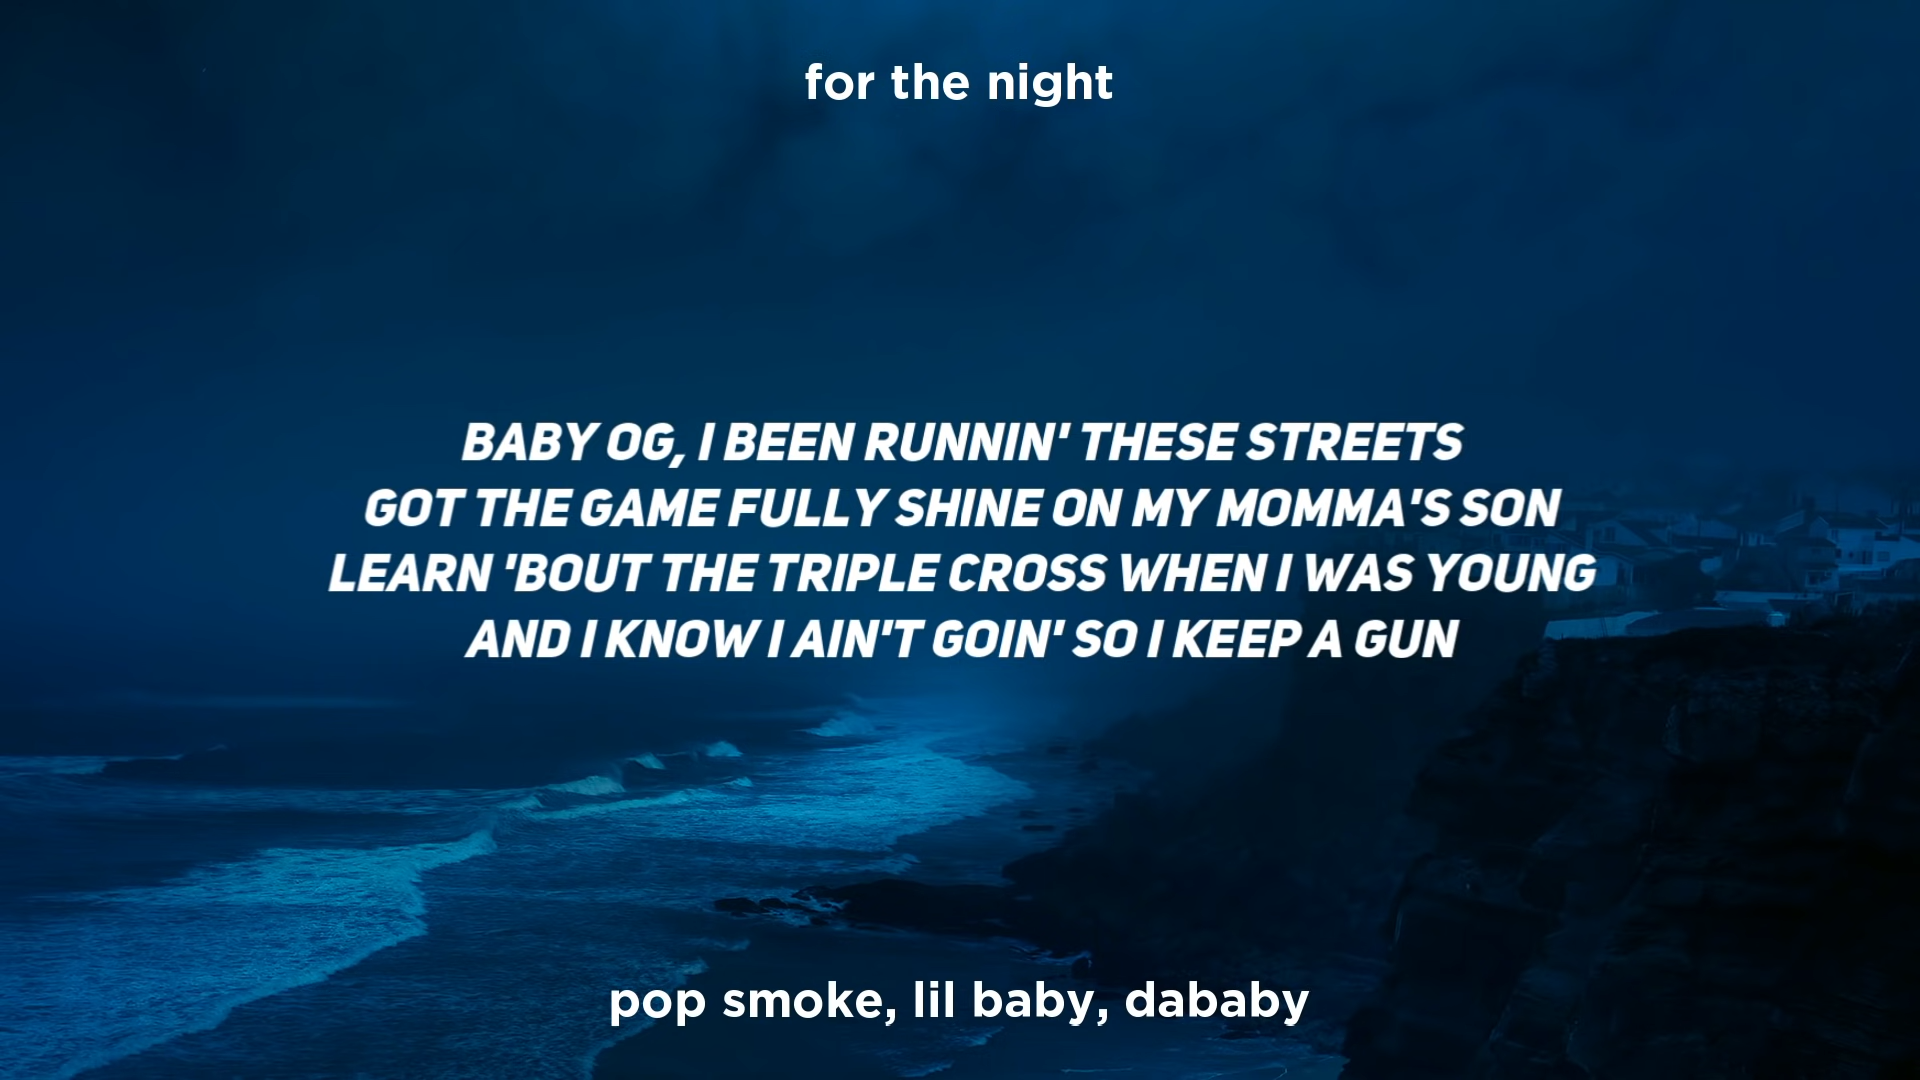 for the night
BABY OG, I BEEN RUNNIN' THESE STREETS
GOT THE GAME FULLY SHINE ON MY MOMMA'S SON
LEARN 'BOUT THE TRIPLE CROSS WHEN I WAS YOUNG
AND I KNOW I AIN'T GOIN' SO I KEEP A GUN
pop smoke, lil baby, dababy